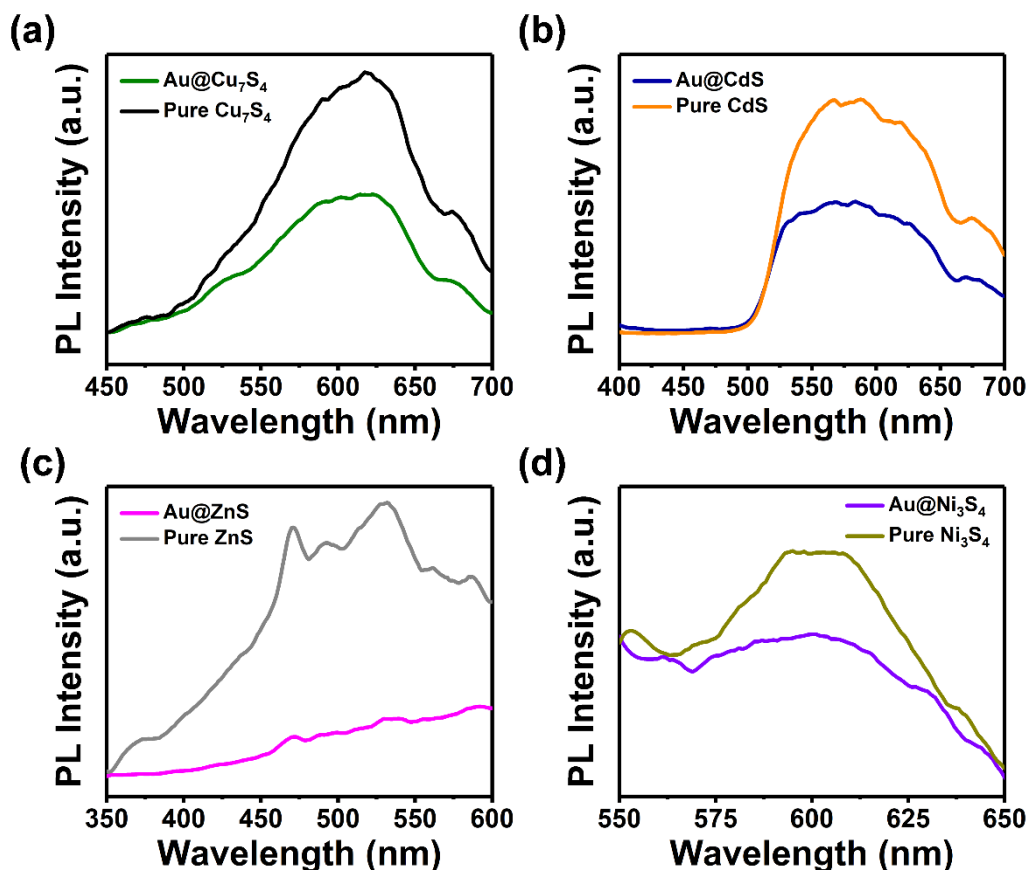 (a)
Au@Cu₇S₄
Pure Cu₇S₄
PL Intensity (a.u.)
450 500 550 600 650 700
Wavelength (nm)
(b)
Au@CdS
Pure CdS
PL Intensity (a.u.)
400 450 500 550 600 650 700
Wavelength (nm)
(c)
Au@ZnS
Pure ZnS
PL Intensity (a.u.)
350 400 450 500 550 600
Wavelength (nm)
(d)
Au@Ni₃S₄
Pure Ni₃S₄
PL Intensity (a.u.)
550 575 600 625 650
Wavelength (nm)